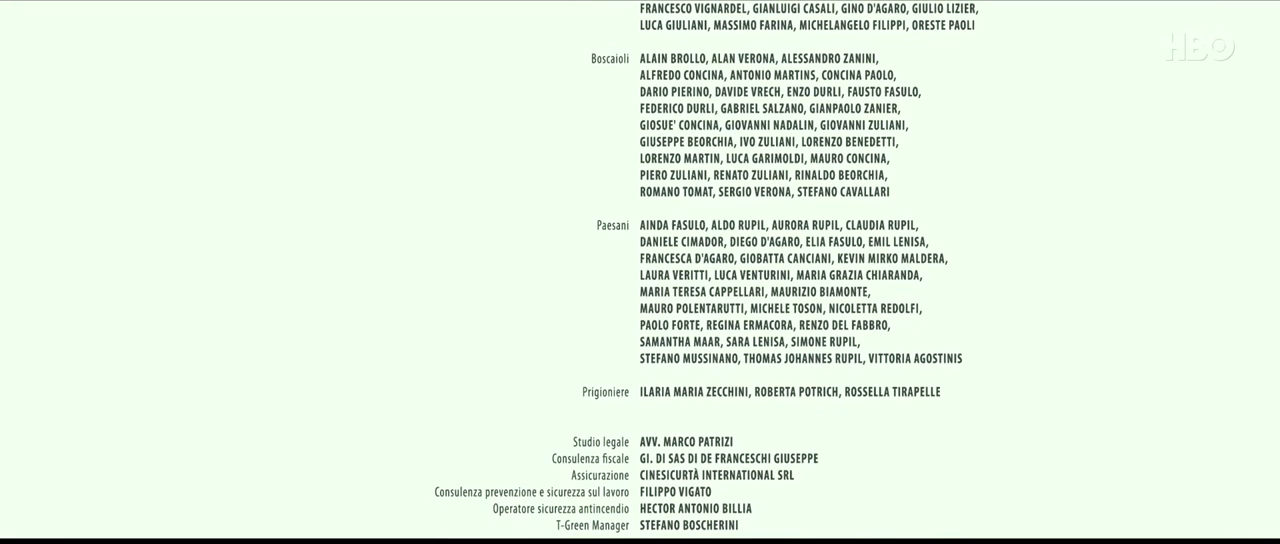 FRANCESCO VIGNARDEL, GIANLUIGI CASALI, GINO D'AGARO, GIULIO LIZIER,
LUCA GIULIANI, MASSIMO FARINA, MICHELANGELO FILIPPI, ORESTE PAOLI
HBO
Boscaioli ALAIN BROLLO, ALAN VERONA, ALESSANDRO ZANINI,
ALFREDO CONCINA, ANTONIO MARTINS, CONCINA PAOLO,
DARIO PIERINO, DAVIDE VRECH, ENZO DURLI, FAUSTO FASULO,
FEDERICO DURLI, GABRIEL SALZANO, GIANPAOLO ZANIER,
GIOSUE' CONCINA, GIOVANNI NADALIN, GIOVANNI ZULIANI,
GIUSEPPE BEORCHIA, IVO ZULIANI, LORENZO BENEDETTI,
LORENZO MARTIN, LUCA GARIMOLDI, MAURO CONCINA,
PIERO ZULIANI, RENATO ZULIANI, RINALDO BEORCHIA,
ROMANO TOMAT, SERGIO VERONA, STEFANO CAVALLARI
Paesani AINDA FASULO, ALDO RUPIL, AURORA RUPIL, CLAUDIA RUPIL,
DANIELE CIMADOR, DIEGO D'AGARO, ELIA FASULO, EMIL LENISA,
FRANCESCA D'AGARO, GIOBATTA CANCIANI, KEVIN MIRKO MALDERA,
LAURA VERITTI, LUCA VENTURINI, MARIA GRAZIA CHIARANDA,
MARIA TERESA CAPPELLARI, MAURIZIO BIAMONTE,
MAURO POLENTARUTTI, MICHELE TOSON, NICOLETTA REDOLFI,
PAOLO FORTE, REGINA ERMACORA, RENZO DEL FABBRO,
SAMANTHA MAAR, SARA LENISA, SIMONE RUPIL,
STEFANO MUSSINANO, THOMAS JOHANNES RUPIL, VITTORIA AGOSTINIS
Prigioniere ILARIA MARIA ZECCHINI, ROBERTA POTRICH, ROSSELLA TIRAPELLE
Studio legale AVV. MARCO PATRIZI
Consulenza fiscale GI. DI SAS DI DE FRANCESCHI GIUSEPPE
Assicurazione CINESICURTÀ INTERNATIONAL SRL
Consulenza prevenzione e sicurezza sul lavoro FILIPPO VIGATO
Operatore sicurezza antincendio HECTOR ANTONIO BILLIA
T-Green Manager STEFANO BOSCHERINI